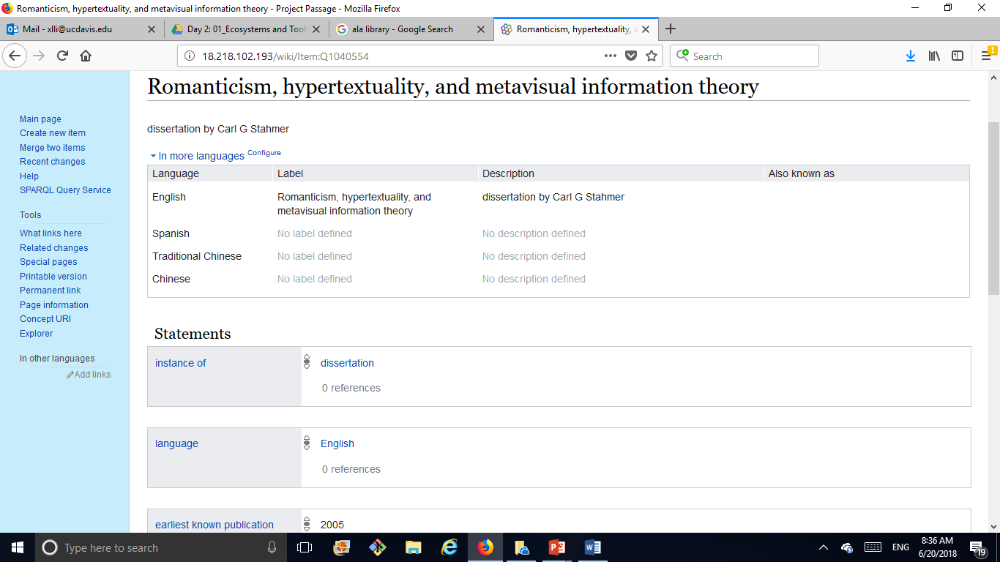 Romanticism, hypertextuality, and metavisual information theory - Project Passage - Mozilla Firefox
Mail - xlli@ucdavis.edu
Day 2: 01_Ecosystems and Tool
ala library - Google Search
Romanticism, hypertextuality, a
18.218.102.193/wiki/Item:Q1040554
Search
Romanticism, hypertextuality, and metavisual information theory
dissertation by Carl G Stahmer
In more languages Configure
Language Label Description Also known as
English Romanticism, hypertextuality, and dissertation by Carl G Stahmer
metavisual information theory
Spanish No label defined No description defined
Traditional Chinese No label defined No description defined
Chinese No label defined No description defined
Main page
Create new item
Merge two items
Recent changes
Help
SPARQL Query Service
Tools
What links here
Related changes
Special pages
Printable version
Permanent link
Page information
Concept URI
Explorer
In other languages
Add links
Statements
instance of dissertation
0 references
language English
0 references
earliest known publication 2005
Type here to search
ENG
8:36 AM
6/20/2018
19